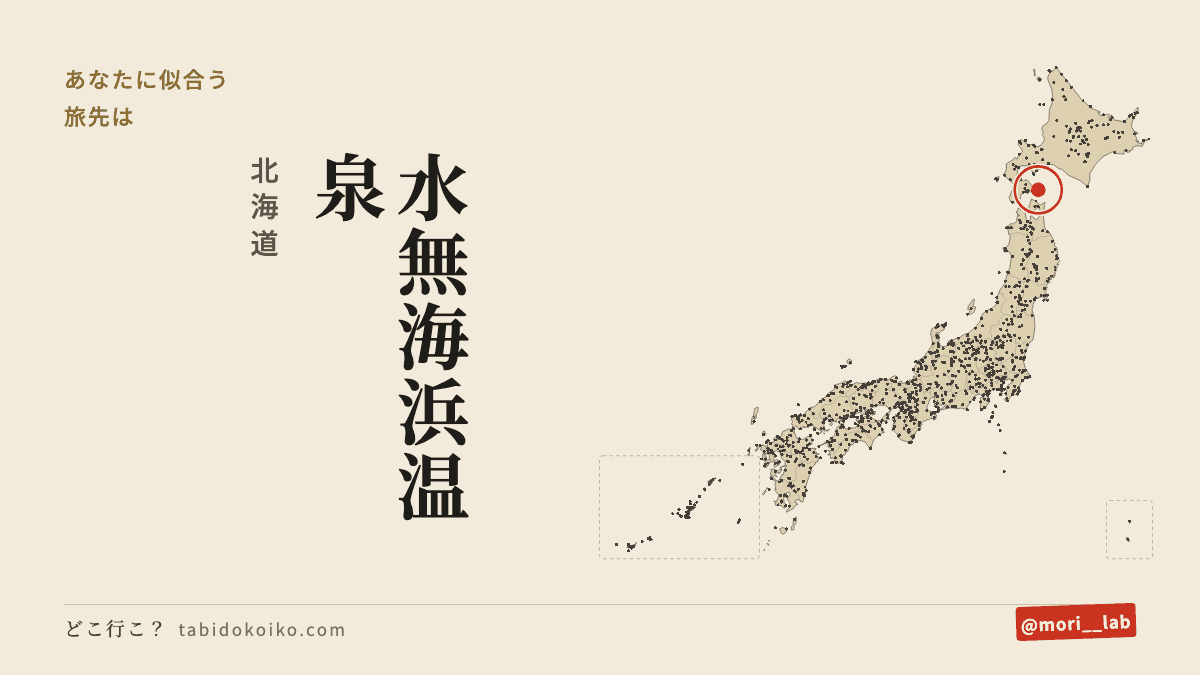 あなたに似合う
旅先は
水無海浜温
泉
北海道
どこ行こ？ tabidokoiko.com
@mori__lab